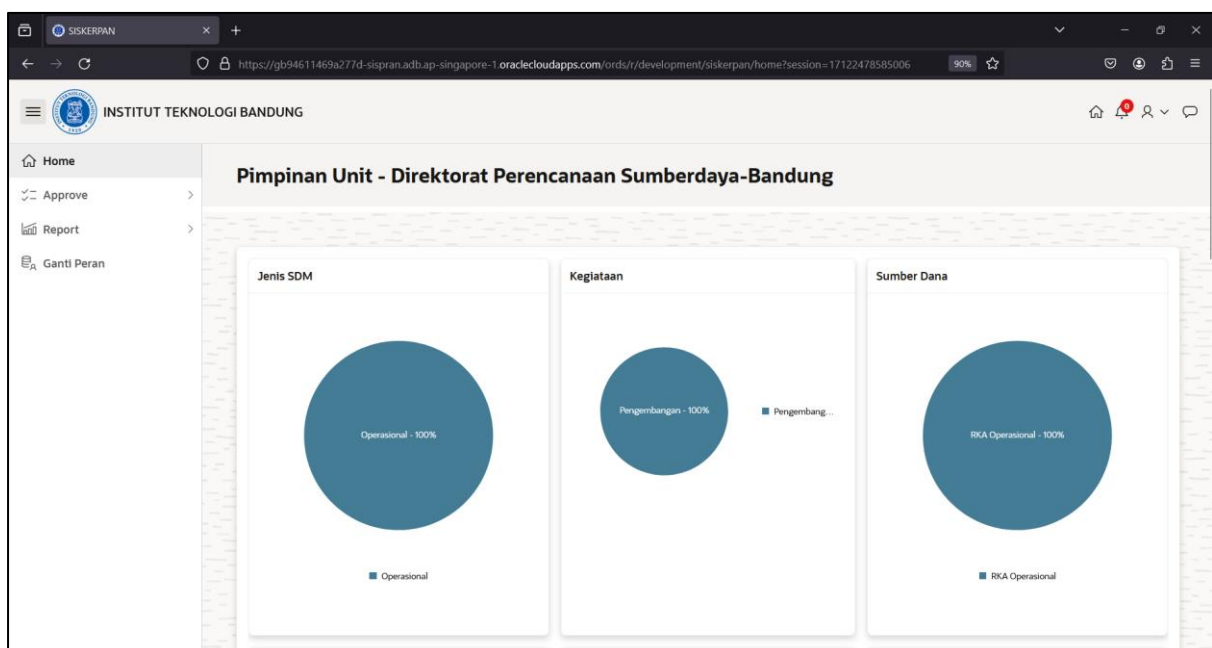 SISKERPAN
https://gb94611469a277d-sispran.adb.ap-singapore-1.oraclecloudapps.com/ords/r/development/siskerpan/home?session=17122478585006
90%
INSTITUT TEKNOLOGI BANDUNG
0
Home
Approve
Report
Ganti Peran
Pimpinan Unit - Direktorat Perencanaan Sumberdaya-Bandung
Jenis SDM
Operasional - 100%
Operasional
Kegiataan
Pengembangan - 100%
Pengembang...
Sumber Dana
RKA Operasional - 100%
RKA Operasional